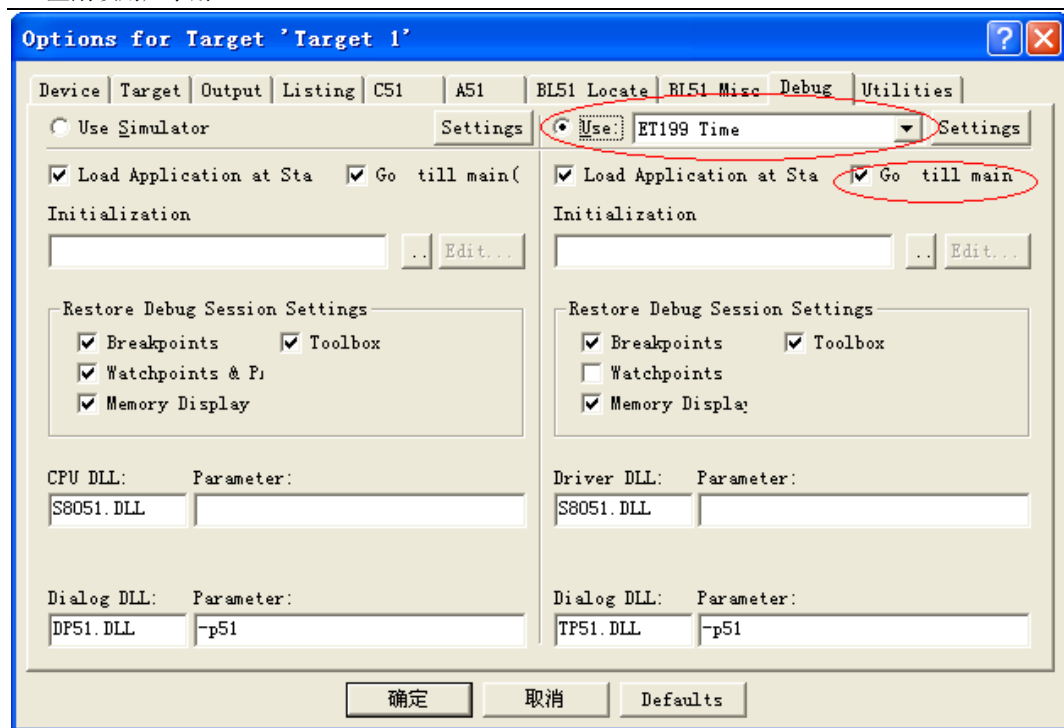 Options for Target 'Target 1'
Device Target Output Listing C51 A51 BL51 Locate BL51 Misc Debug Utilities
Use Simulator Settings Use: ET199 Time Settings
Load Application at Sta Go till main( Load Application at Sta Go till main
Initialization Initialization
.. Edit... .. Edit...
Restore Debug Session Settings Restore Debug Session Settings
Breakpoints Toolbox Breakpoints Toolbox
Watchpoints & P Watchpoints
Memory Display Memory Displa
CPU DLL: Parameter: Driver DLL: Parameter:
S8051.DLL S8051.DLL
Dialog DLL: Parameter: Dialog DLL: Parameter:
DP51.DLL -p51 TP51.DLL -p51
确定 取消 Defaults